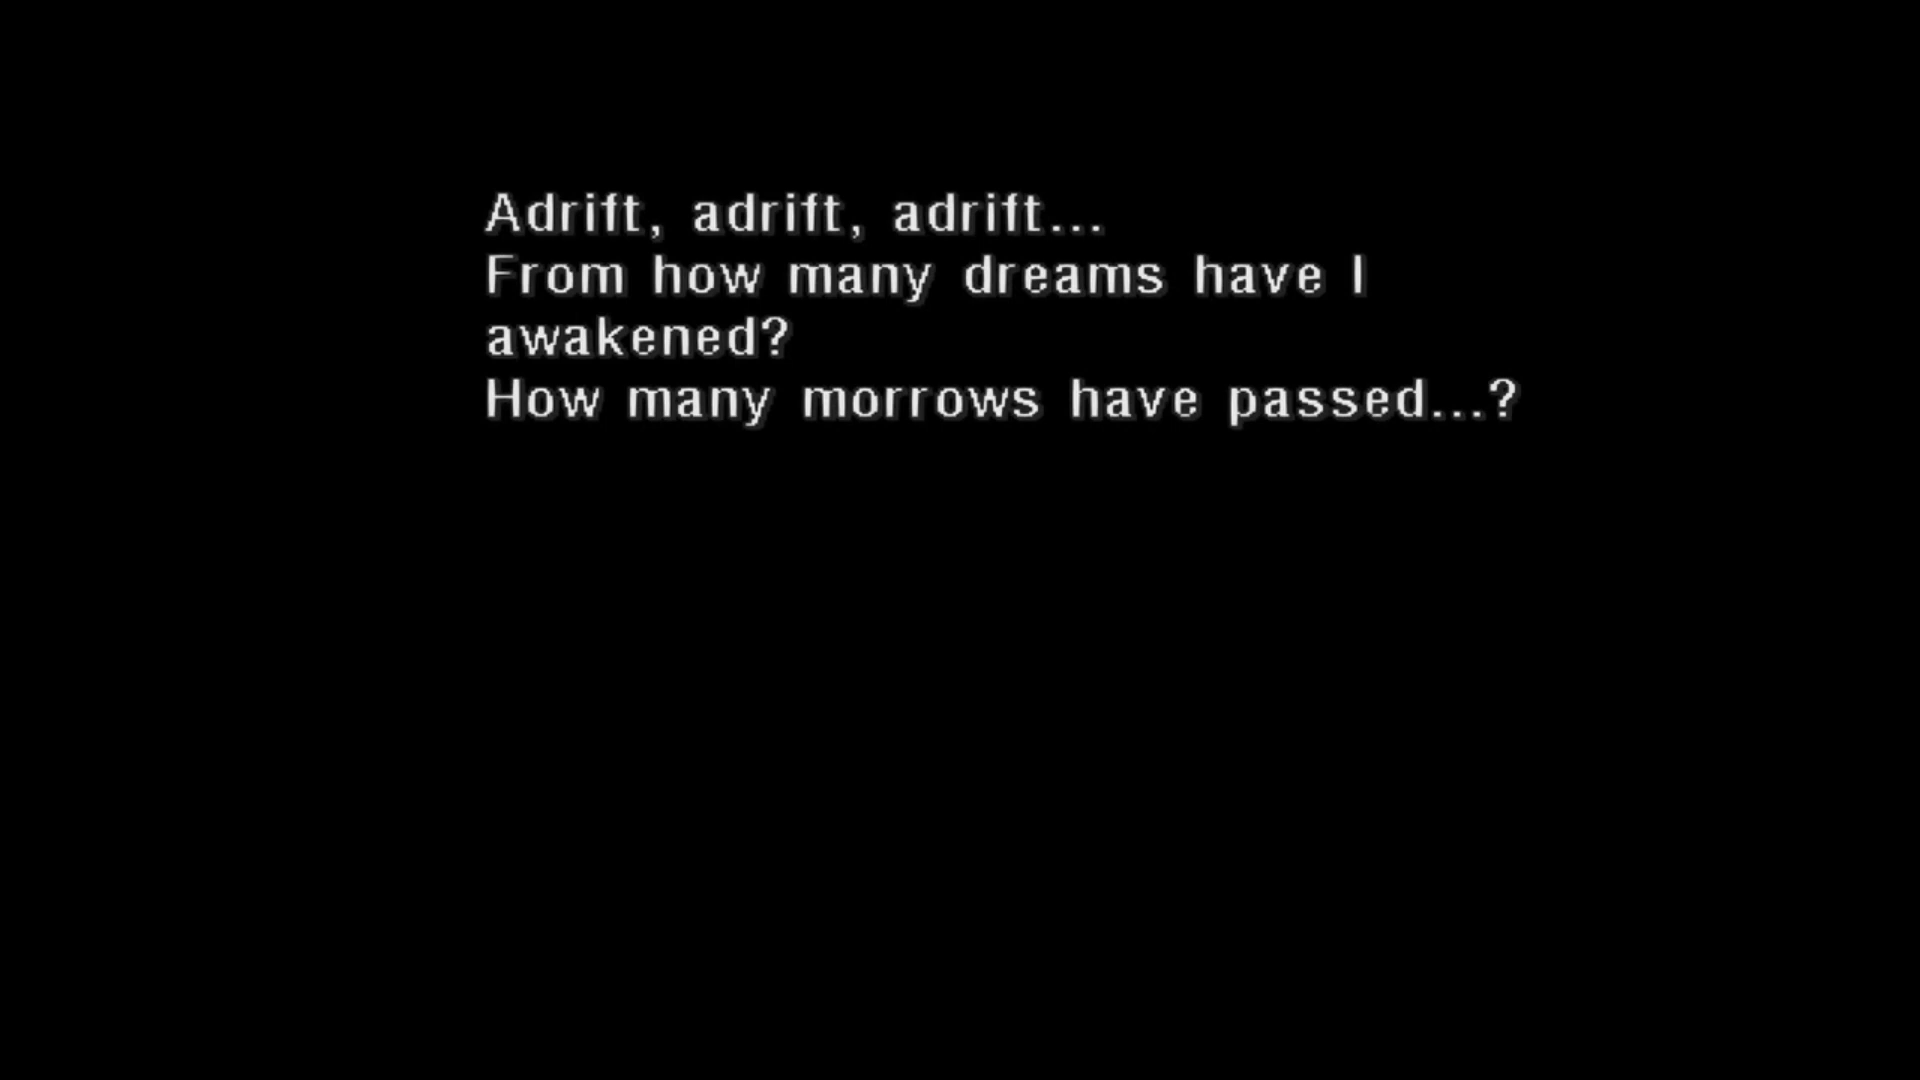 Adrift, adrift, adrift...
From how many dreams have I
awakened?
How many morrows have passed...?